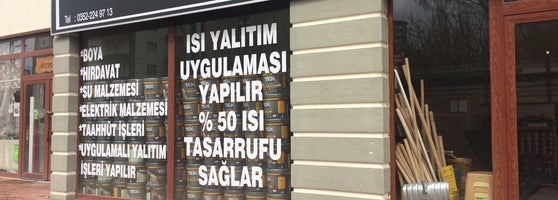 Tel : 0352-224 97 13
*BOYA
*HIRDAVAT
*SU MALZEMESİ
*ELEKTRİK MALZEMESİ
*TAAHHÜT İŞLERİ
*UYGULAMALI YALITIM
İŞLERİ YAPILIR
ISI YALITIM
UYGULAMASI
YAPILIR
% 50 ISI
TASARRUFU
SAĞLAR